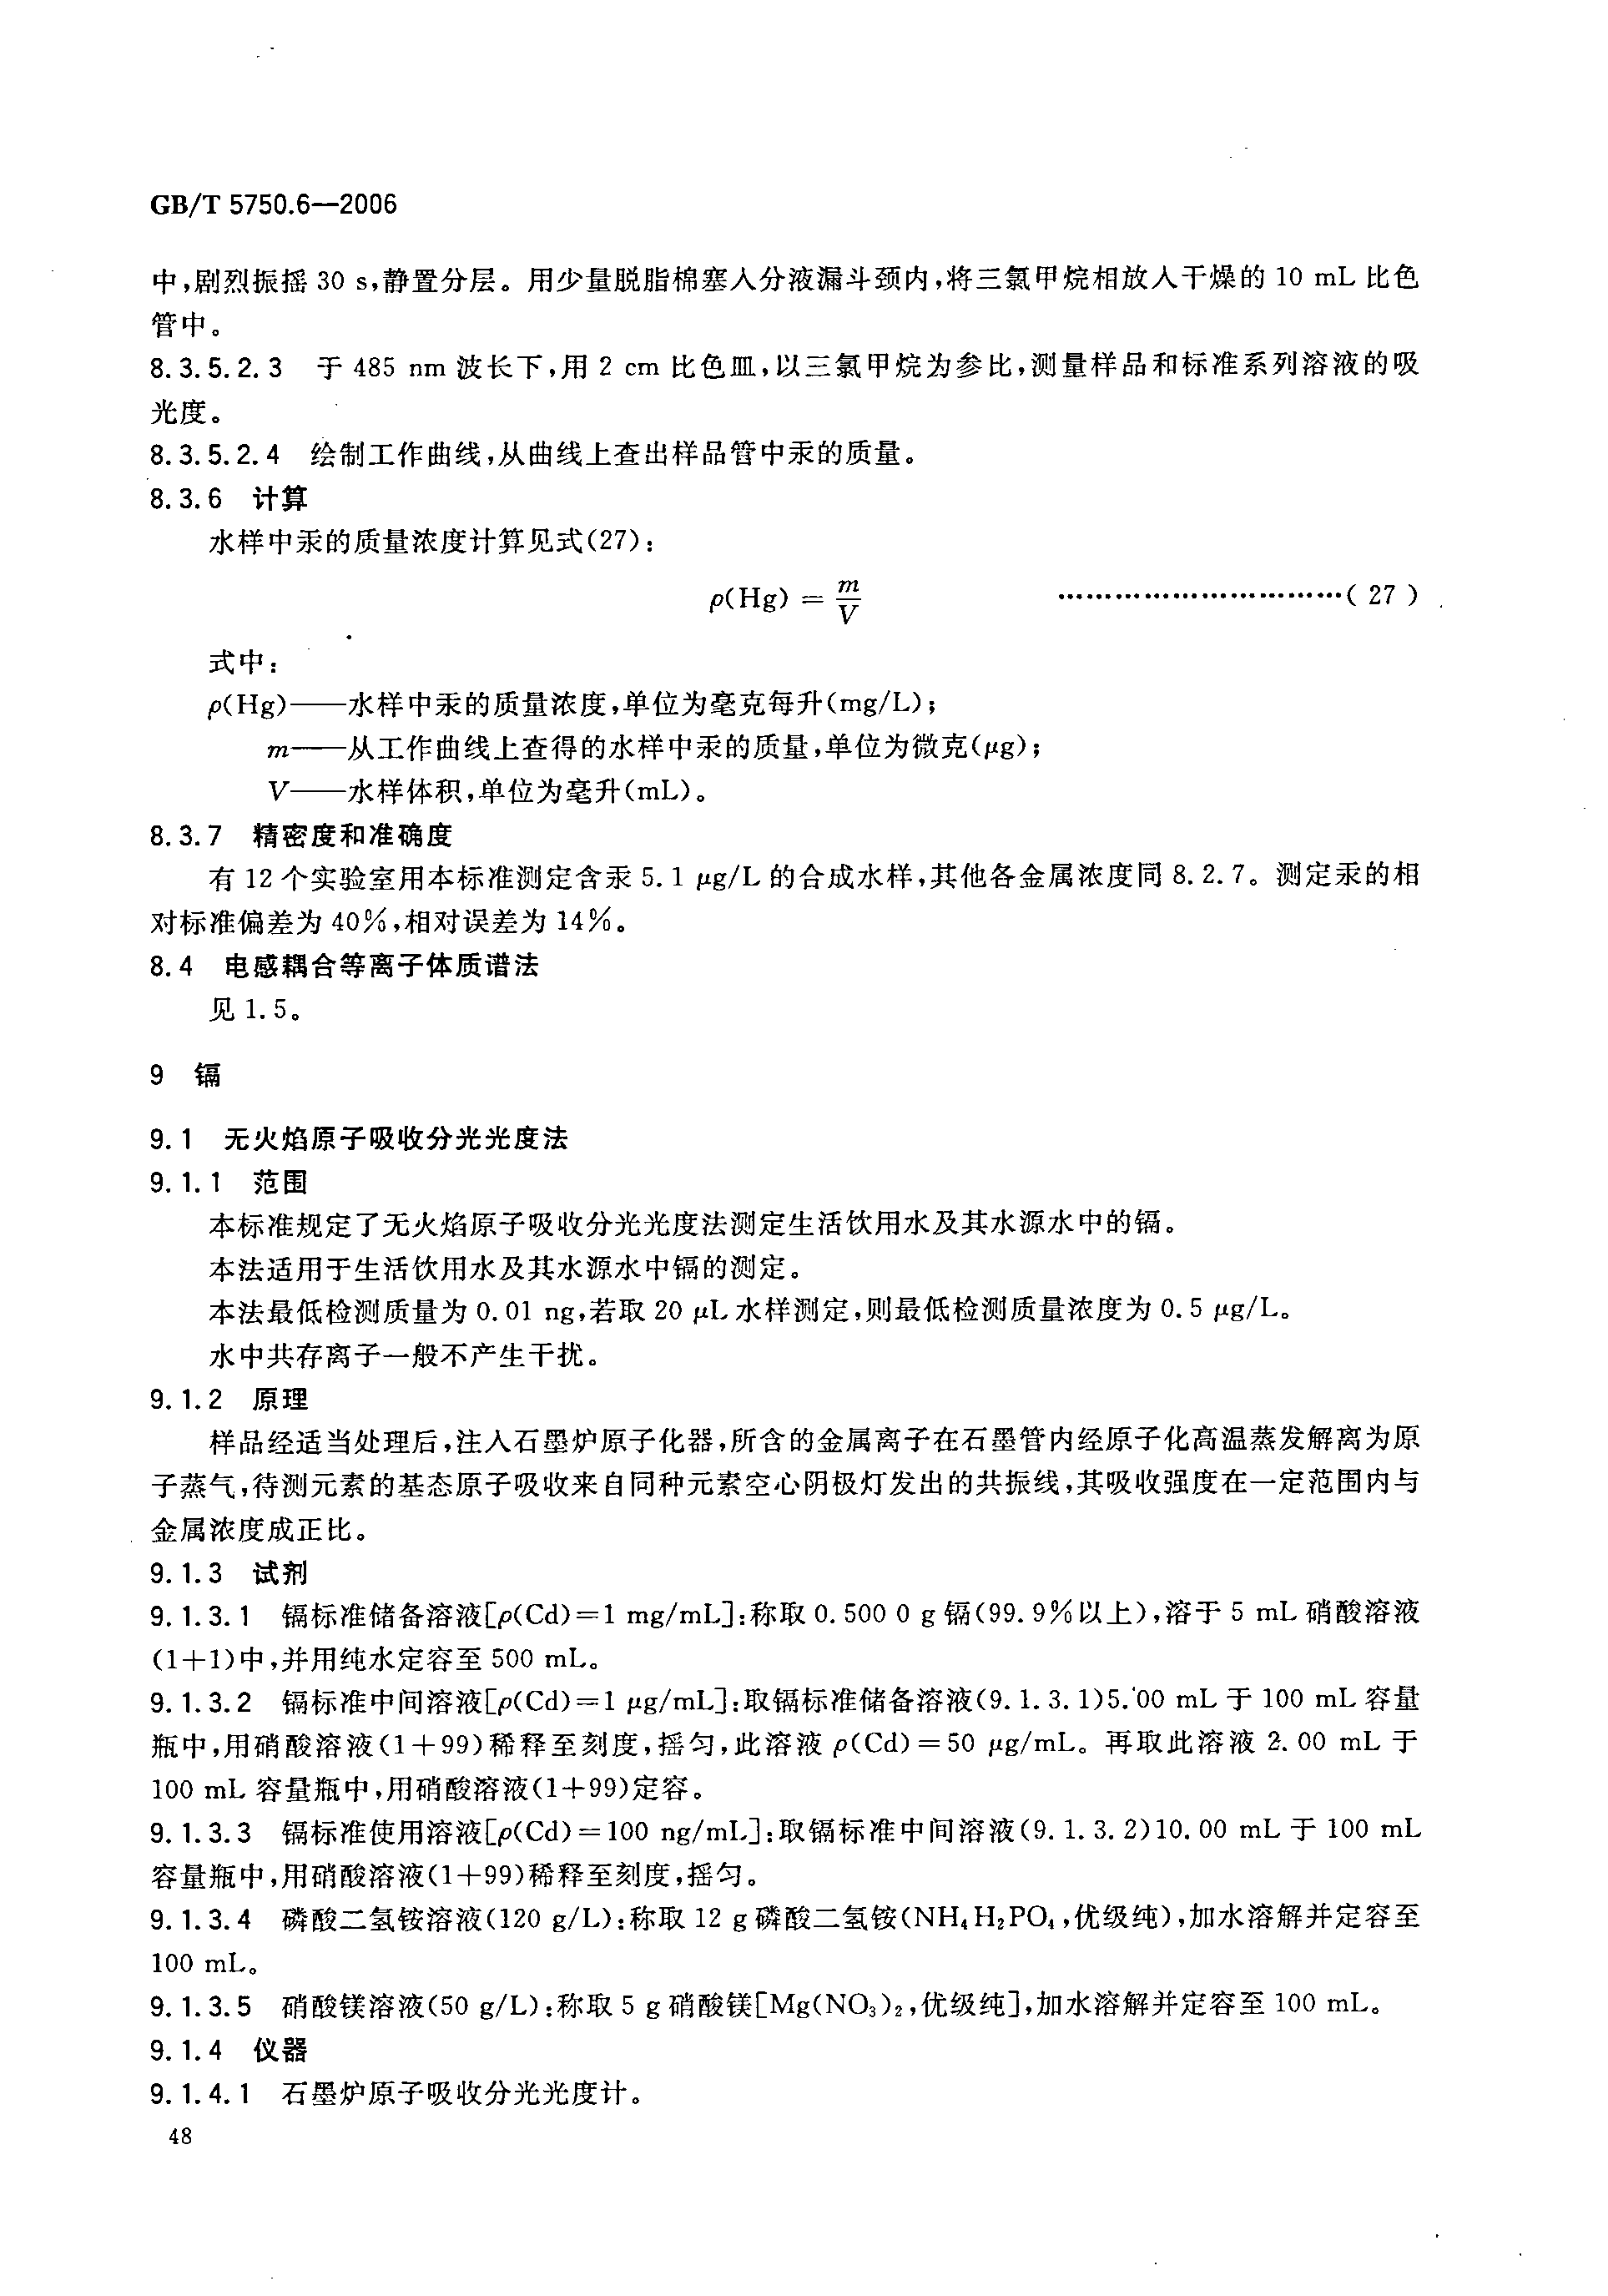 GB/T 5750.6—2006
中,剧烈振摇 30 s,静置分层。用少量脱脂棉塞入分液漏斗颈内,将三氯甲烷相放入干燥的 10 mL 比色
管中。
8.3.5.2.3 于 485 nm 波长下,用 2 cm 比色皿,以三氯甲烷为参比,测量样品和标准系列溶液的吸
光度。
8.3.5.2.4 绘制工作曲线,从曲线上查出样品管中汞的质量。
8.3.6 计算
水样中汞的质量浓度计算见式(27):
ρ(Hg) = m/V ……………………………( 27 )
式中:
ρ(Hg)——水样中汞的质量浓度,单位为毫克每升(mg/L);
m——从工作曲线上查得的水样中汞的质量,单位为微克(μg);
V——水样体积,单位为毫升(mL)。
8.3.7 精密度和准确度
有 12 个实验室用本标准测定含汞 5.1 μg/L 的合成水样,其他各金属浓度同 8.2.7。测定汞的相
对标准偏差为 40%,相对误差为 14%。
8.4 电感耦合等离子体质谱法
见 1.5。
9 镉
9.1 无火焰原子吸收分光光度法
9.1.1 范围
本标准规定了无火焰原子吸收分光光度法测定生活饮用水及其水源水中的镉。
本法适用于生活饮用水及其水源水中镉的测定。
本法最低检测质量为 0.01 ng,若取 20 μL 水样测定,则最低检测质量浓度为 0.5 μg/L。
水中共存离子一般不产生干扰。
9.1.2 原理
样品经适当处理后,注入石墨炉原子化器,所含的金属离子在石墨管内经原子化高温蒸发解离为原
子蒸气,待测元素的基态原子吸收来自同种元素空心阴极灯发出的共振线,其吸收强度在一定范围内与
金属浓度成正比。
9.1.3 试剂
9.1.3.1 镉标准储备溶液[ρ(Cd)=1 mg/mL]:称取 0.500 0 g 镉(99.9%以上),溶于 5 mL 硝酸溶液
(1+1)中,并用纯水定容至 500 mL。
9.1.3.2 镉标准中间溶液[ρ(Cd)=1 μg/mL]:取镉标准储备溶液(9.1.3.1)5.00 mL 于 100 mL 容量
瓶中,用硝酸溶液(1+99)稀释至刻度,摇匀,此溶液 ρ(Cd)=50 μg/mL。再取此溶液 2.00 mL 于
100 mL 容量瓶中,用硝酸溶液(1+99)定容。
9.1.3.3 镉标准使用溶液[ρ(Cd)=100 ng/mL]:取镉标准中间溶液(9.1.3.2)10.00 mL 于 100 mL
容量瓶中,用硝酸溶液(1+99)稀释至刻度,摇匀。
9.1.3.4 磷酸二氢铵溶液(120 g/L):称取 12 g 磷酸二氢铵(NH₄H₂PO₄,优级纯),加水溶解并定容至
100 mL。
9.1.3.5 硝酸镁溶液(50 g/L):称取 5 g 硝酸镁[Mg(NO₃)₂,优级纯],加水溶解并定容至 100 mL。
9.1.4 仪器
9.1.4.1 石墨炉原子吸收分光光度计。
48